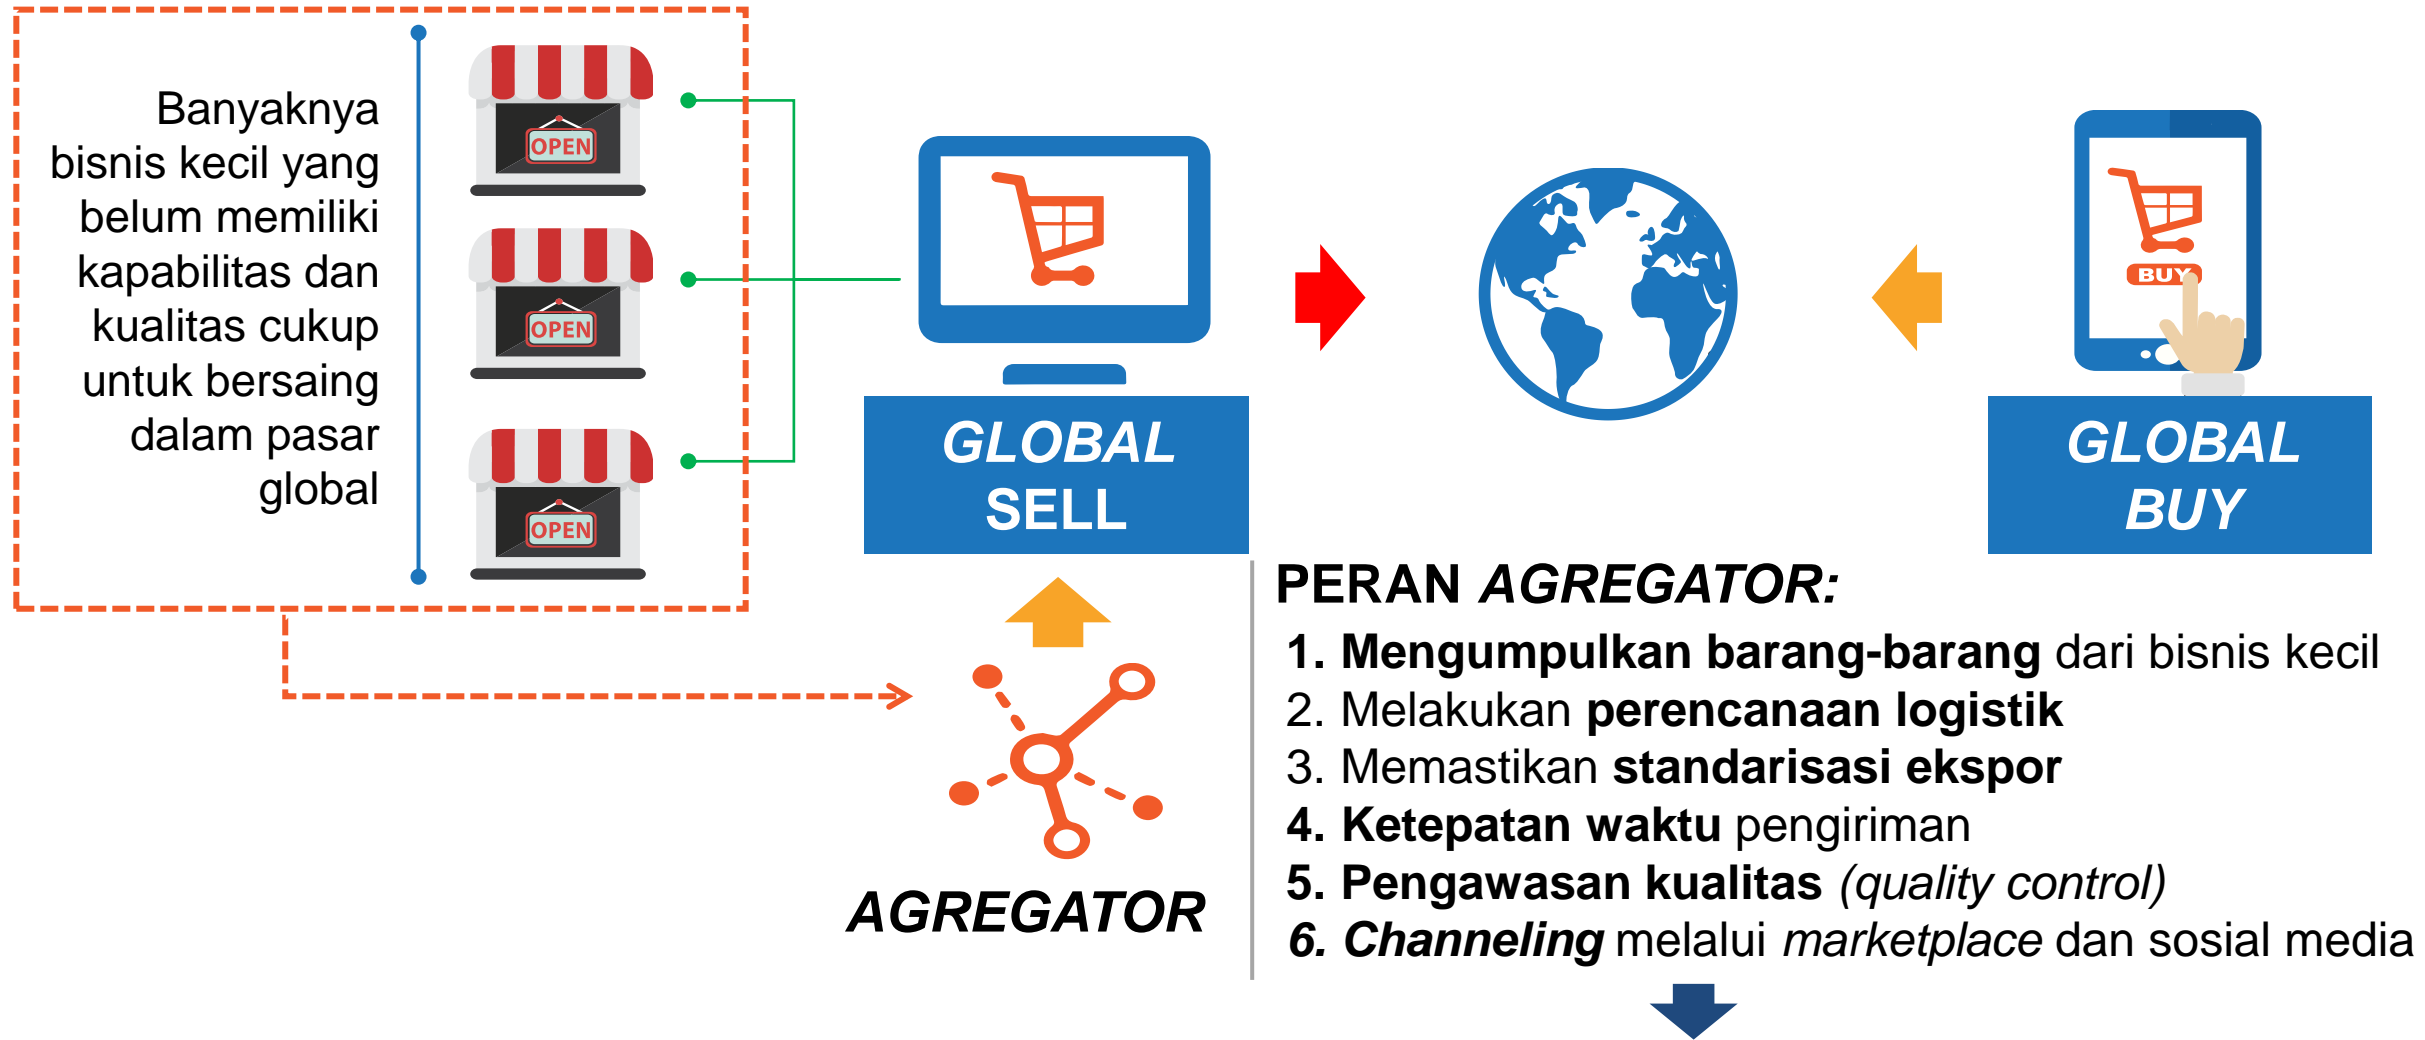 Banyaknya
bisnis kecil yang
belum memiliki
kapabilitas dan
kualitas cukup
untuk bersaing
dalam pasar
global
OPEN
OPEN
OPEN
GLOBAL
SELL
BUY
GLOBAL
BUY
AGREGATOR
PERAN AGREGATOR:
1. Mengumpulkan barang-barang dari bisnis kecil
2. Melakukan perencanaan logistik
3. Memastikan standarisasi ekspor
4. Ketepatan waktu pengiriman
5. Pengawasan kualitas (quality control)
6. Channeling melalui marketplace dan sosial media